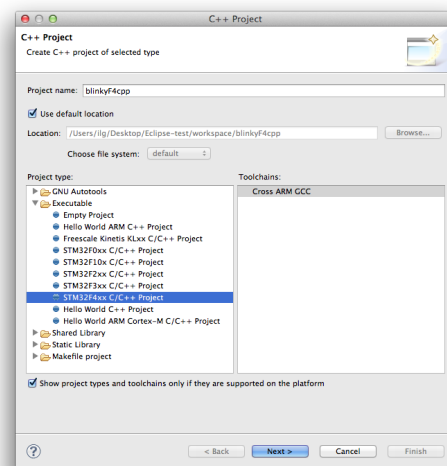 C++ Project
C++ Project
Create C++ project of selected type
Project name: blinkyF4cpp
Use default location
Location: /Users/ilg/Desktop/Eclipse-test/workspace/blinkyF4cpp Browse...
Choose file system: default
Project type: Toolchains:
GNU Autotools Cross ARM GCC
Executable
Empty Project
Hello World ARM C++ Project
Freescale Kinetis KLxx C/C++ Project
STM32F0xx C/C++ Project
STM32F10x C/C++ Project
STM32F2xx C/C++ Project
STM32F3xx C/C++ Project
STM32F4xx C/C++ Project
Hello World C++ Project
Hello World ARM Cortex-M C/C++ Project
Shared Library
Static Library
Makefile project
Show project types and toolchains only if they are supported on the platform
? < Back Next > Cancel Finish